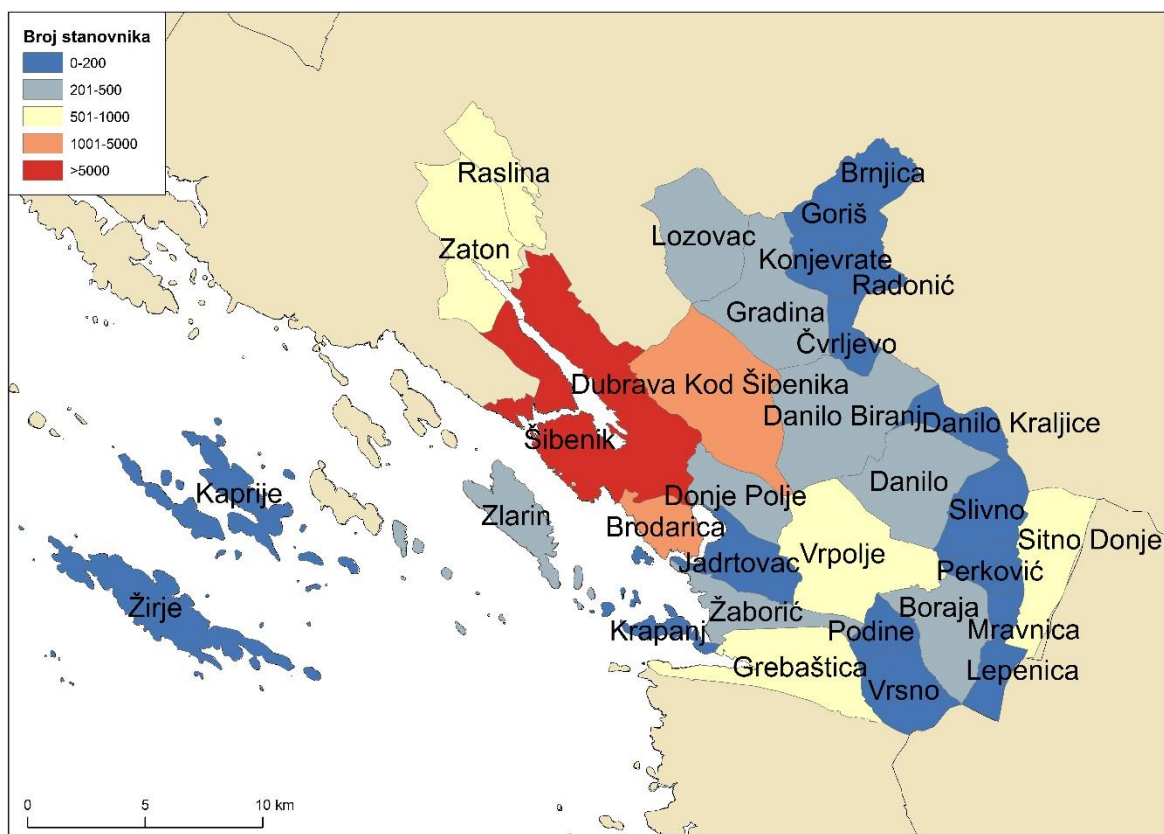 Broj stanovnika
0-200
201-500
501-1000
1001-5000
>5000
Brnjica
Raslina
Goriš
Lozovac
Zaton
Konjevrate
Radonić
Gradina
Čvrljevo
Dubrava Kod Šibenika
Danilo Biranj
Danilo Kraljice
Šibenik
Danilo
Kaprije
Donje Polje
Zlarin
Slivno
Brodarica
Sitno Donje
Vrpolje
Jadrtovac
Perković
Žirje
Žaborić
Boraja
Krapanj
Podine
Mravnica
Grebaštica
Lepenica
Vrsno
0 5 10 km